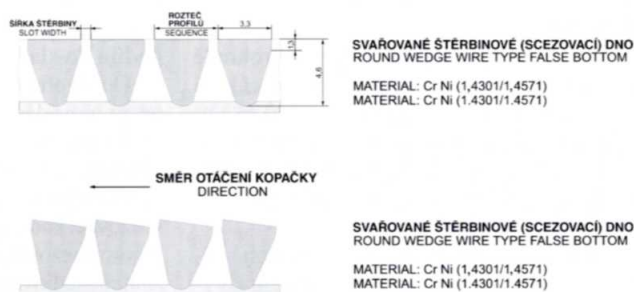 ŠÍRKA ŠTĚRBINY
SLOT WIDTH
ROZTEČ
PROFILŮ
SEQUENCE
3,3
1,3
4,6
SVAŘOVANÉ ŠTĚRBINOVÉ (SCEZOVACÍ) DNO
ROUND WEDGE WIRE TYPE FALSE BOTTOM
MATERIAL: Cr Ni (1,4301/1,4571)
MATERIAL: Cr Ni (1.4301.1.4571)
SMĚR OTÁČENÍ KOPAČKY
DIRECTION
SVAŘOVANÉ ŠTĚRBINOVÉ (SCEZOVACÍ) DNO
ROUND WEDGE WIRE TYPE FALSE BOTTOM
MATERIAL: Cr Ni (1,4301/1,4571)
MATERIAL: Cr Ni (1.4301.1.4571)